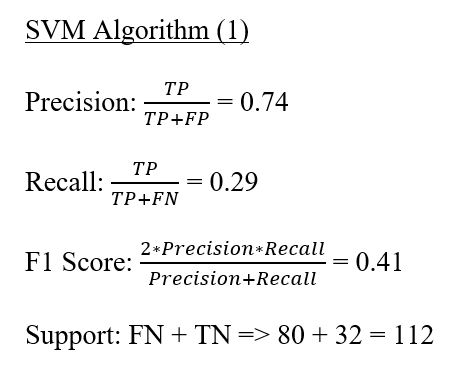 SVM Algorithm (1)
Precision: TP / TP+FP = 0.74
Recall: TP / TP+FN = 0.29
F1 Score: 2*Precision*Recall / Precision+Recall = 0.41
Support: FN + TN => 80 + 32 = 112